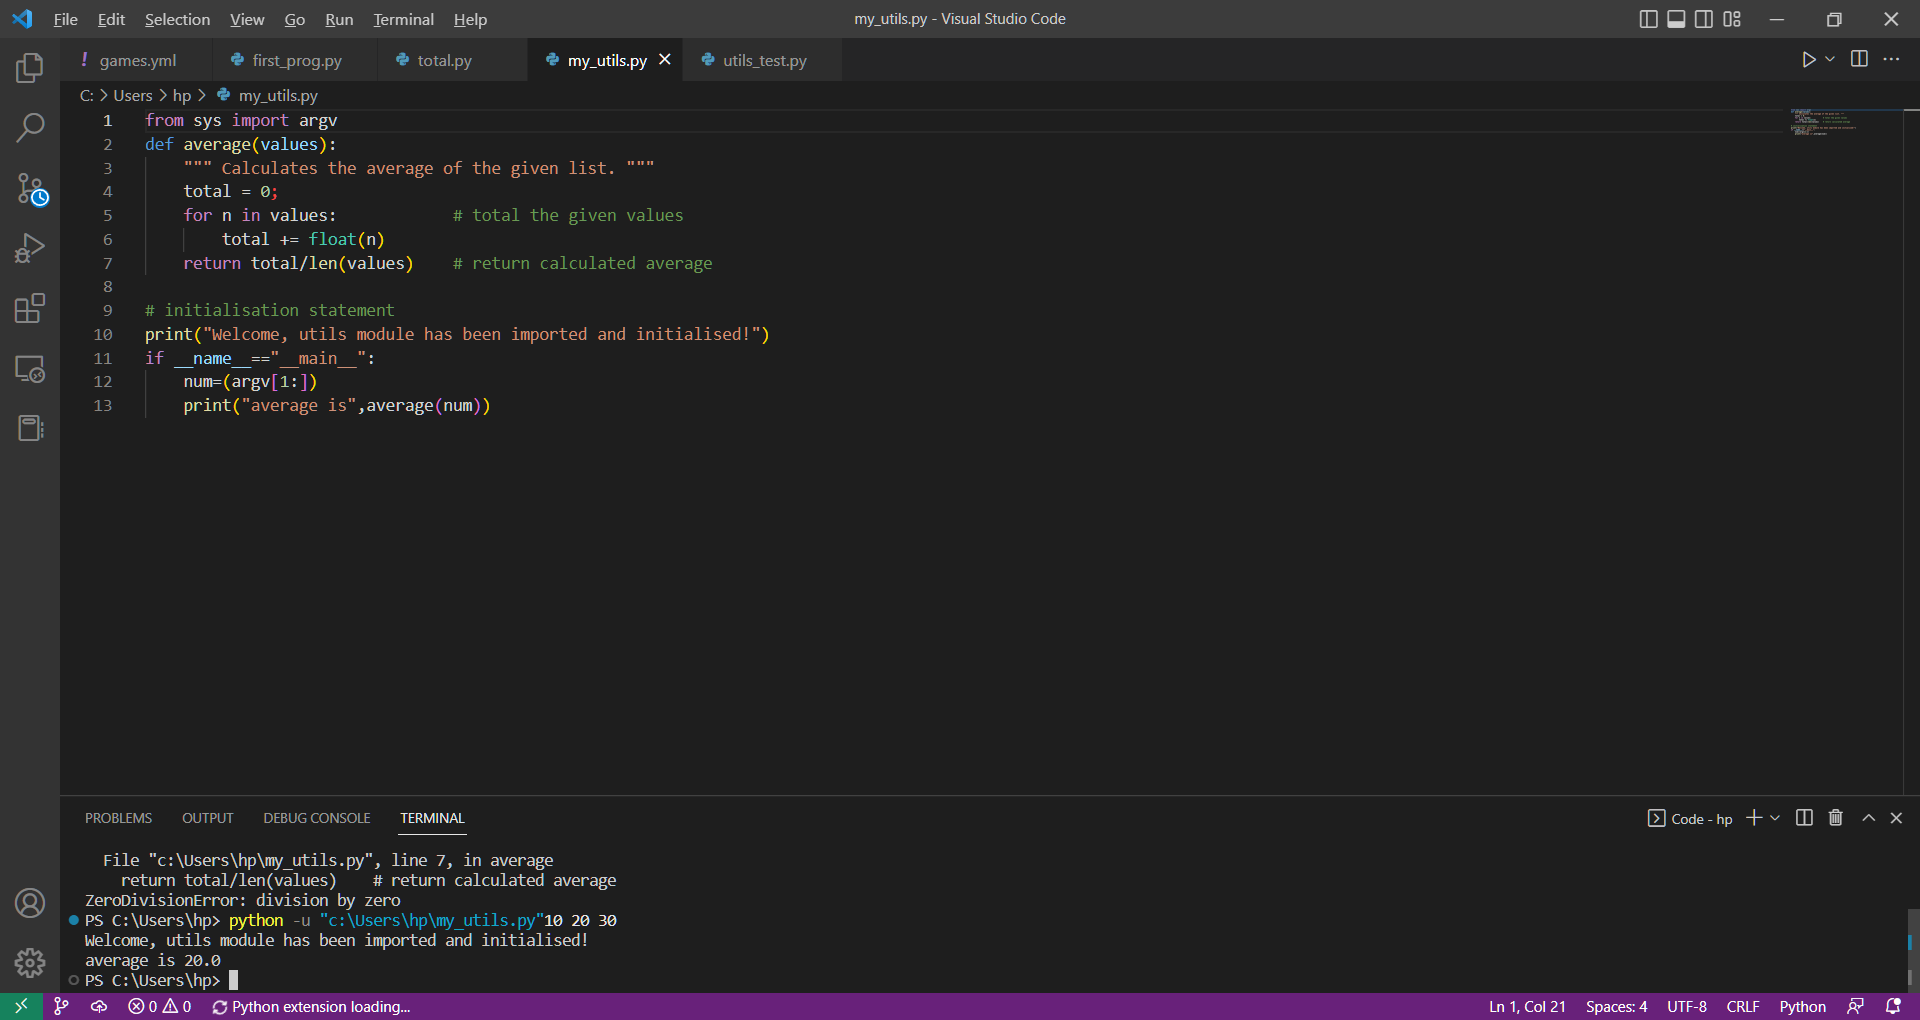 File Edit Selection View Go Run Terminal Help my_utils.py - Visual Studio Code
! games.yml first_prog.py total.py my_utils.py utils_test.py
C: > Users > hp > my_utils.py
1 from sys import argv
2 def average(values):
3 """ Calculates the average of the given list. """
4 total = 0;
5 for n in values: # total the given values
6 total += float(n)
7 return total/len(values) # return calculated average
8
9 # initialisation statement
10 print("Welcome, utils module has been imported and initialised!")
11 if __name__=="__main__":
12 num=(argv[1:])
13 print("average is",average(num))
PROBLEMS OUTPUT DEBUG CONSOLE TERMINAL Code - hp
File "c:\Users\hp\my_utils.py", line 7, in average
return total/len(values) # return calculated average
ZeroDivisionError: division by zero
PS C:\Users\hp> python -u "c:\Users\hp\my_utils.py"10 20 30
Welcome, utils module has been imported and initialised!
average is 20.0
PS C:\Users\hp>
0 0 Python extension loading... Ln 1, Col 21 Spaces: 4 UTF-8 CRLF Python